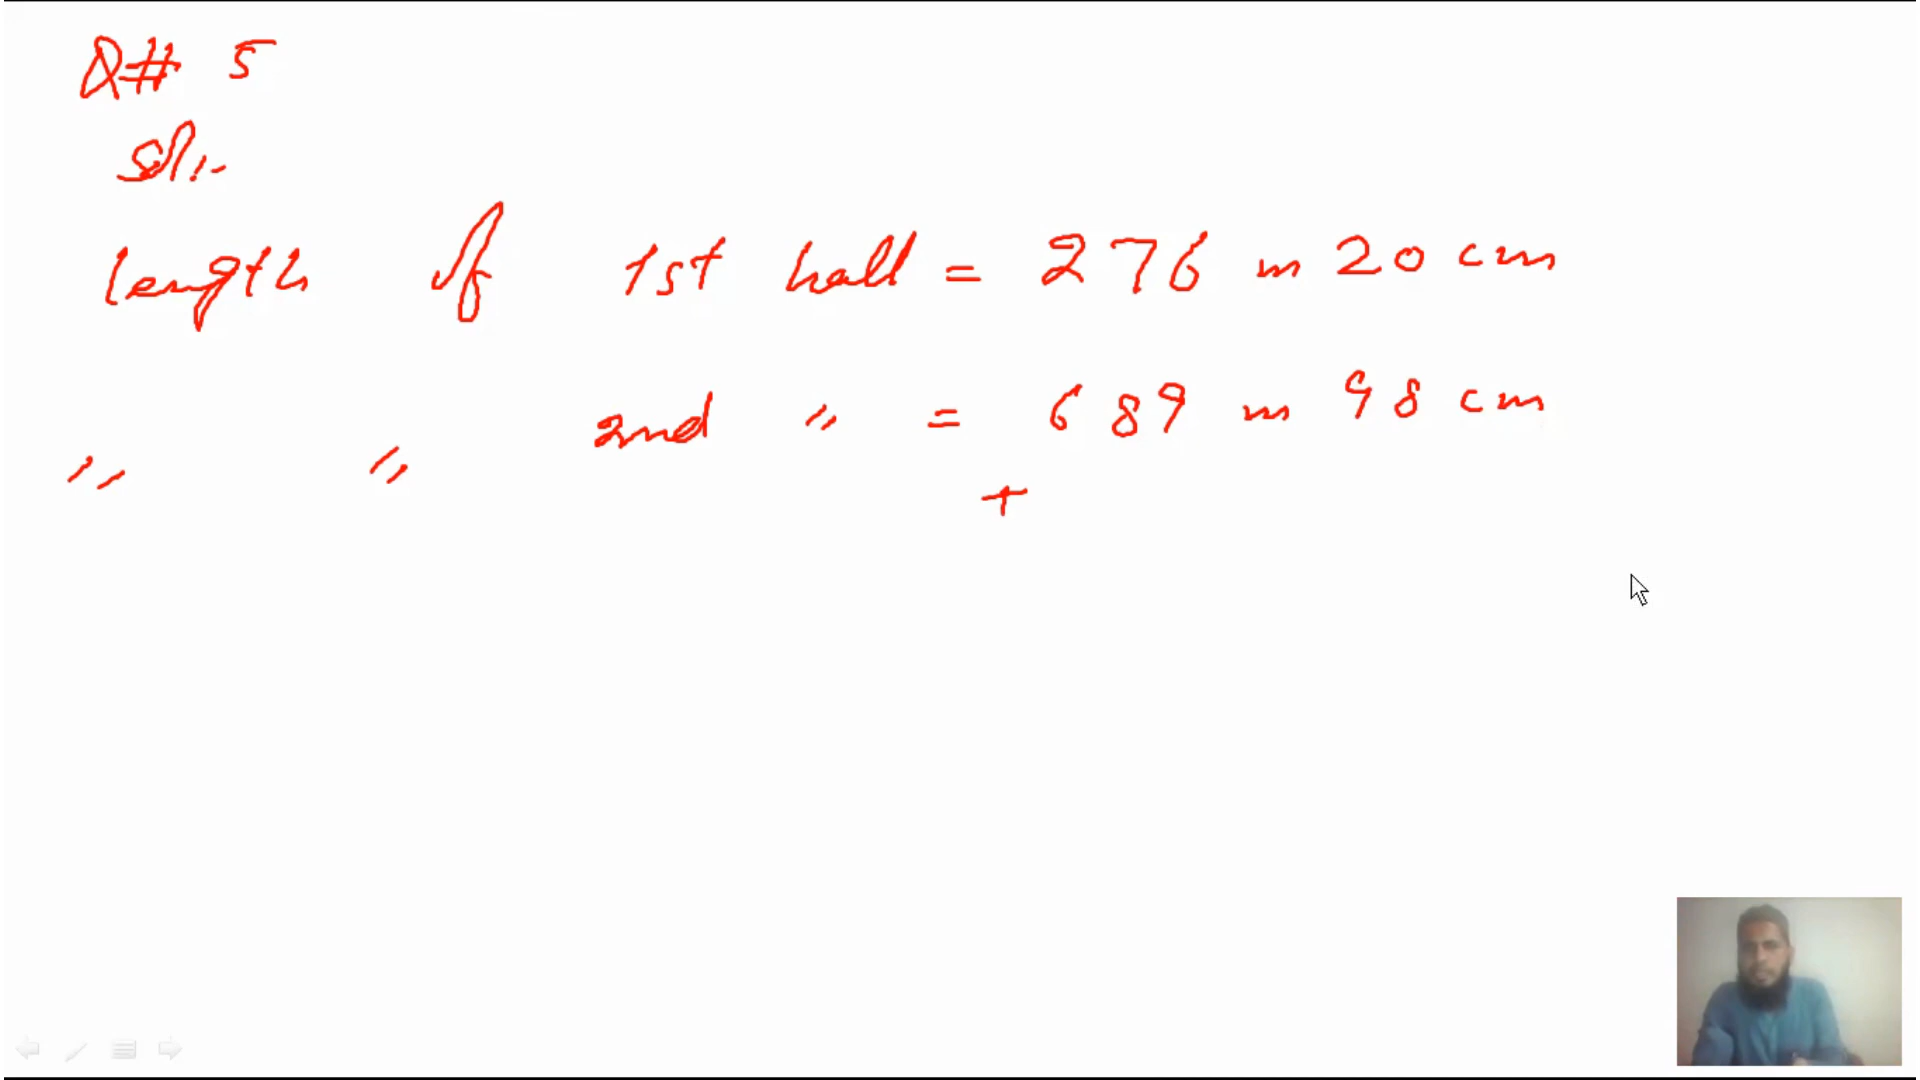 Q# 5
Sol:-
length of 1st hall = 276 m 20 cm
" " 2nd " = 689 m 98 cm
+